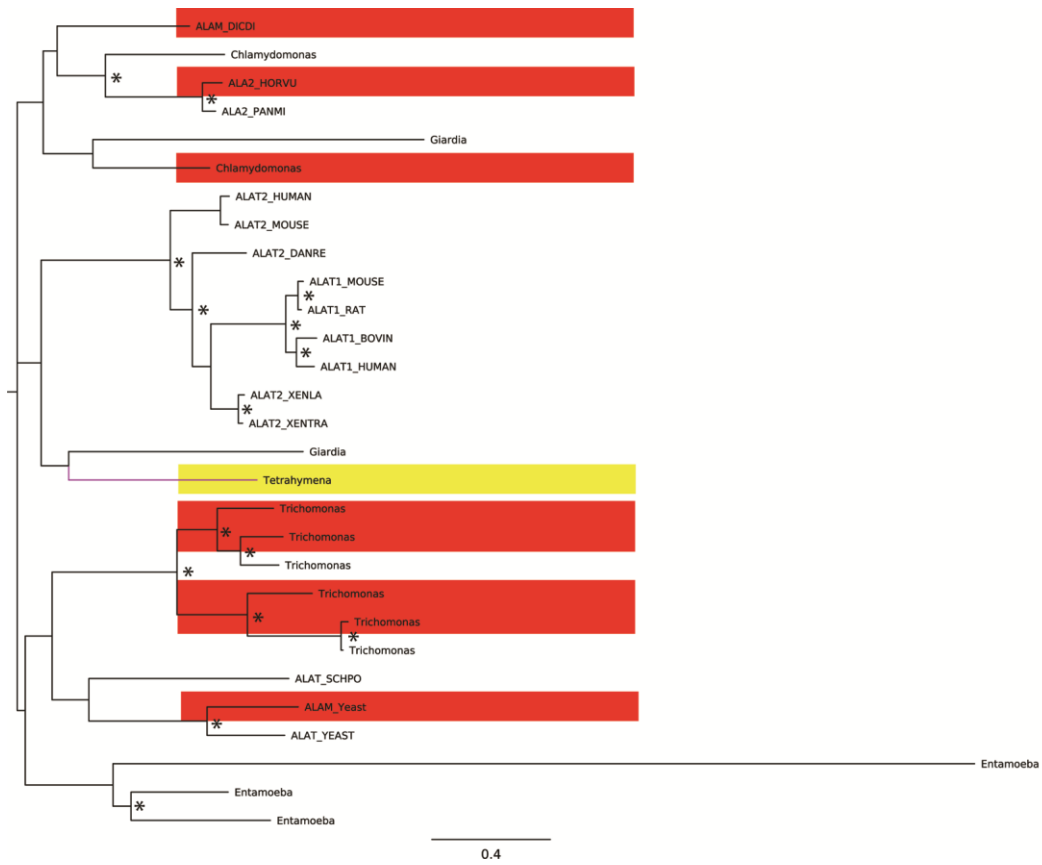 ALAM_DICDI
Chlamydomonas
*
ALA2_HORVU
*
ALA2_PANMI
Giardia
Chlamydomonas
ALAT2_HUMAN
ALAT2_MOUSE
ALAT2_DANRE
*
ALAT1_MOUSE
*
ALAT1_RAT
*
*
ALAT1_BOVIN
*
ALAT1_HUMAN
ALAT2_XENLA
*
ALAT2_XENTRA
Giardia
Tetrahymena
Trichomonas
*
Trichomonas
*
Trichomonas
*
Trichomonas
*
Trichomonas
*
Trichomonas
ALAT_SCHPO
ALAM_Yeast
*
ALAT_YEAST
Entamoeba
Entamoeba
*
Entamoeba
0.4